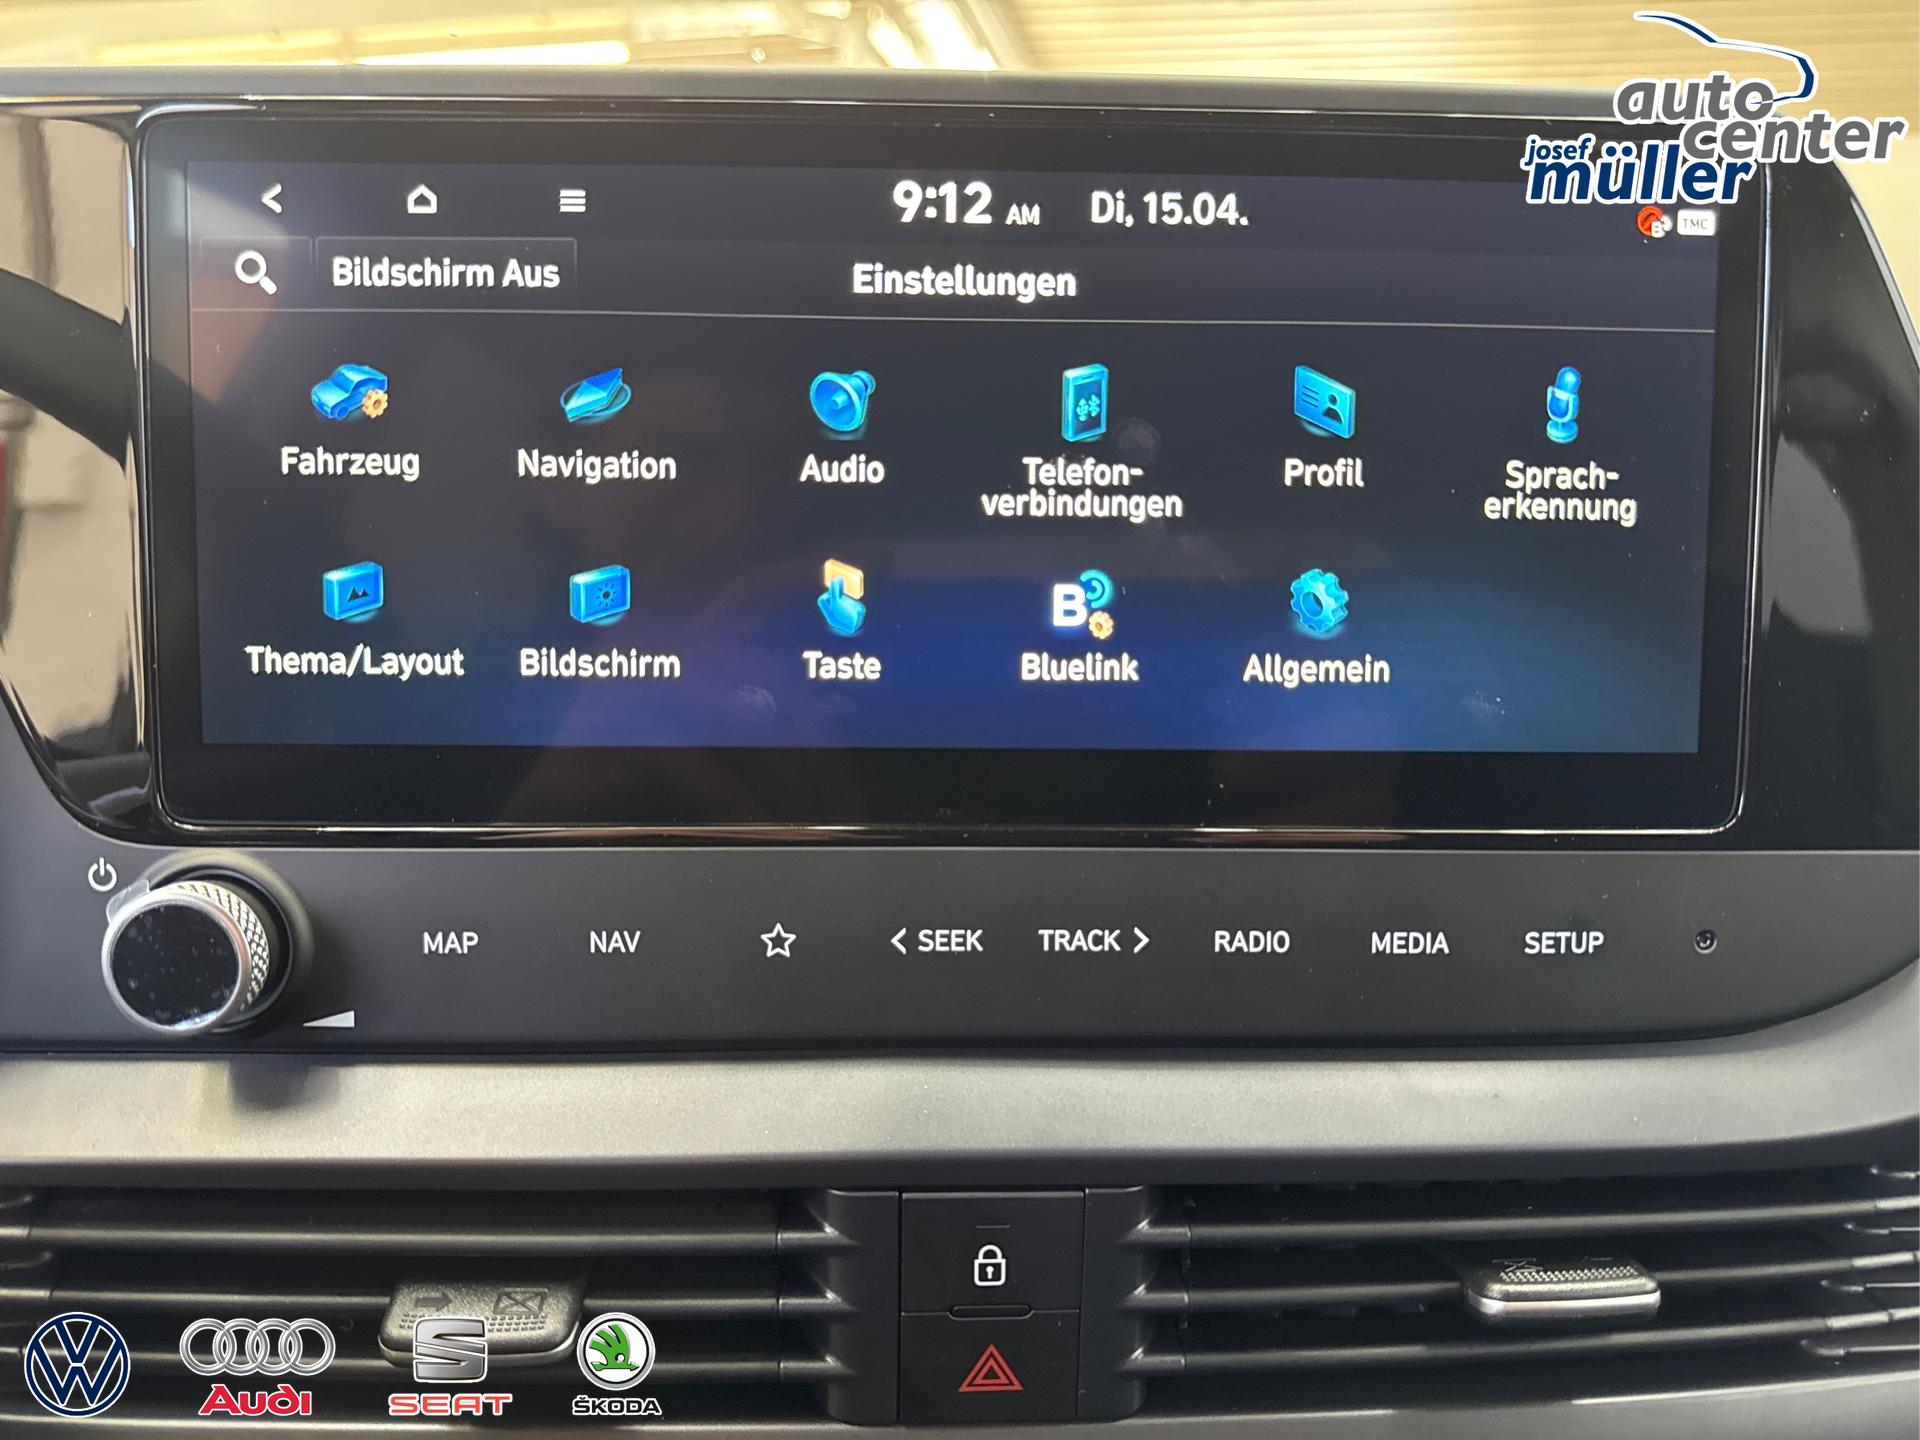 auto
center
josef
müller
9:12 AM Di, 15.04.
TMC
Bildschirm Aus
Einstellungen
Fahrzeug
Navigation
Audio
Telefon-
verbindungen
Profil
Sprach-
erkennung
Thema/Layout
Bildschirm
Taste
B
Bluelink
Allgemein
MAP
NAV
< SEEK
TRACK >
RADIO
MEDIA
SETUP
Audi
SEAT
ŠKODA